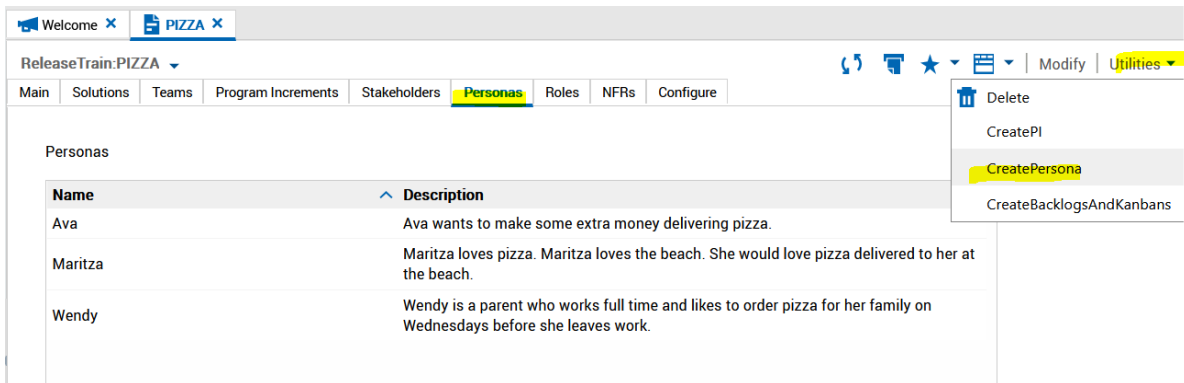 Welcome
PIZZA
ReleaseTrain:PIZZA
Modify
Utilities
Main
Solutions
Teams
Program Increments
Stakeholders
Personas
Roles
NFRs
Configure
Delete
CreatePI
CreatePersona
CreateBacklogsAndKanbans
Personas
Name
Description
Ava
Ava wants to make some extra money delivering pizza.
Maritza
Maritza loves pizza. Maritza loves the beach. She would love pizza delivered to her at
the beach.
Wendy
Wendy is a parent who works full time and likes to order pizza for her family on
Wednesdays before she leaves work.